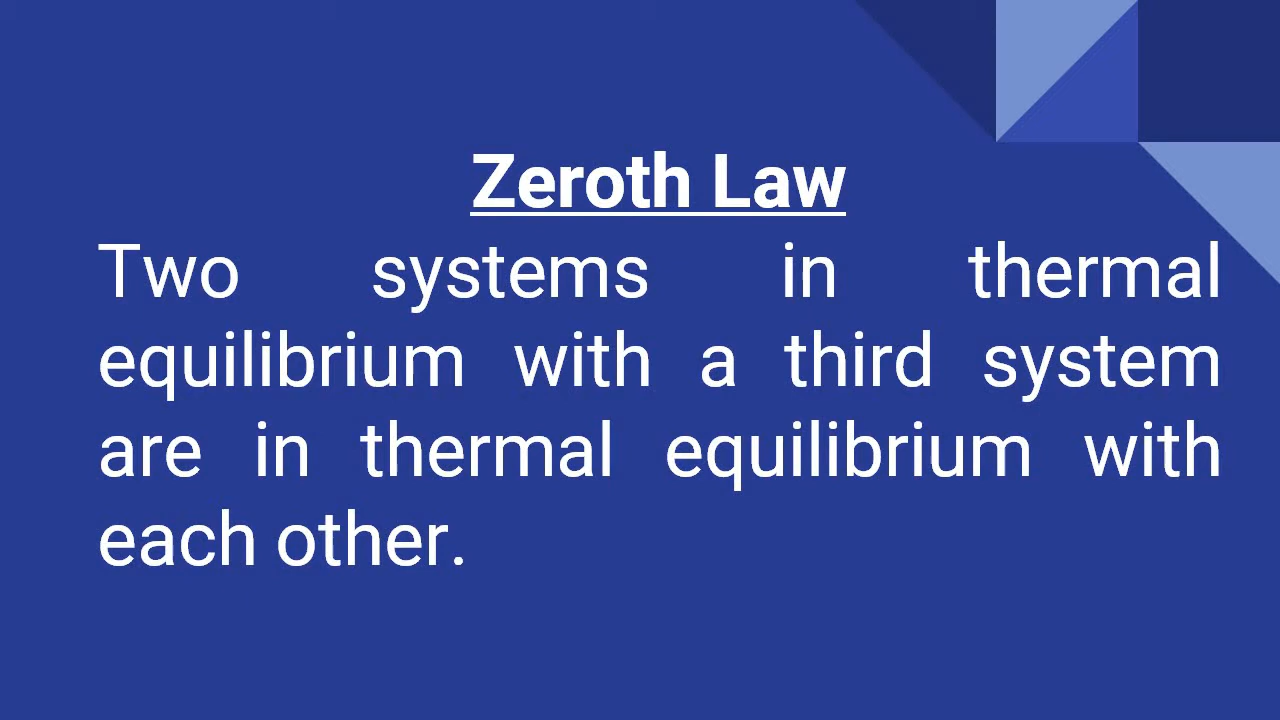 Zeroth Law
Two systems in thermal
equilibrium with a third system
are in thermal equilibrium with
each other.